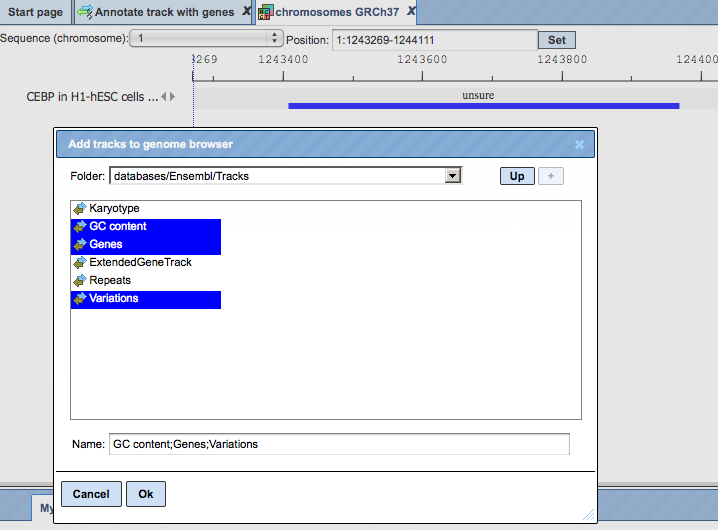 Start page Annotate track with genes X chromosomes GRCh37 X
Sequence (chromosome): 1 Position: 1:1243269-1244111 Set
3269 1243400 1243600 1243800 124400
CEBP in H1-hESC cells ...
unsure
Add tracks to genome browser
Folder: databases/Ensembl/Tracks Up +
Karyotype
GC content
Genes
ExtendedGeneTrack
Repeats
Variations
Name: GC content;Genes;Variations
Cancel Ok
My